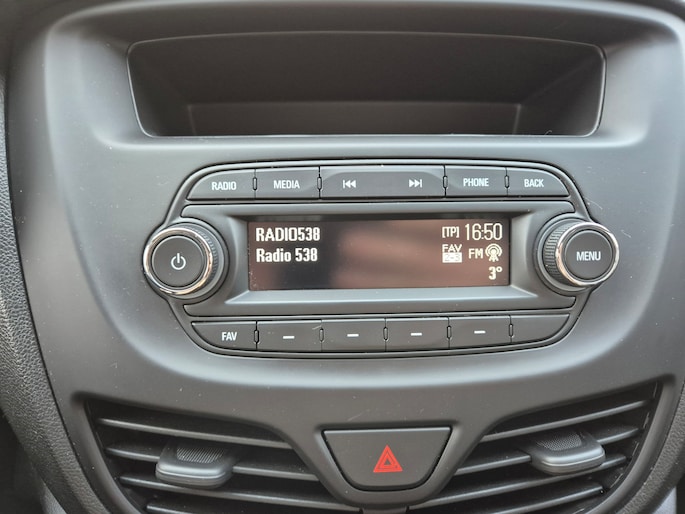 RADIO
MEDIA
PHONE
BACK
RADIO538
[TP] 16:50
Radio 538
FAV
FM
3°
MENU
FAV